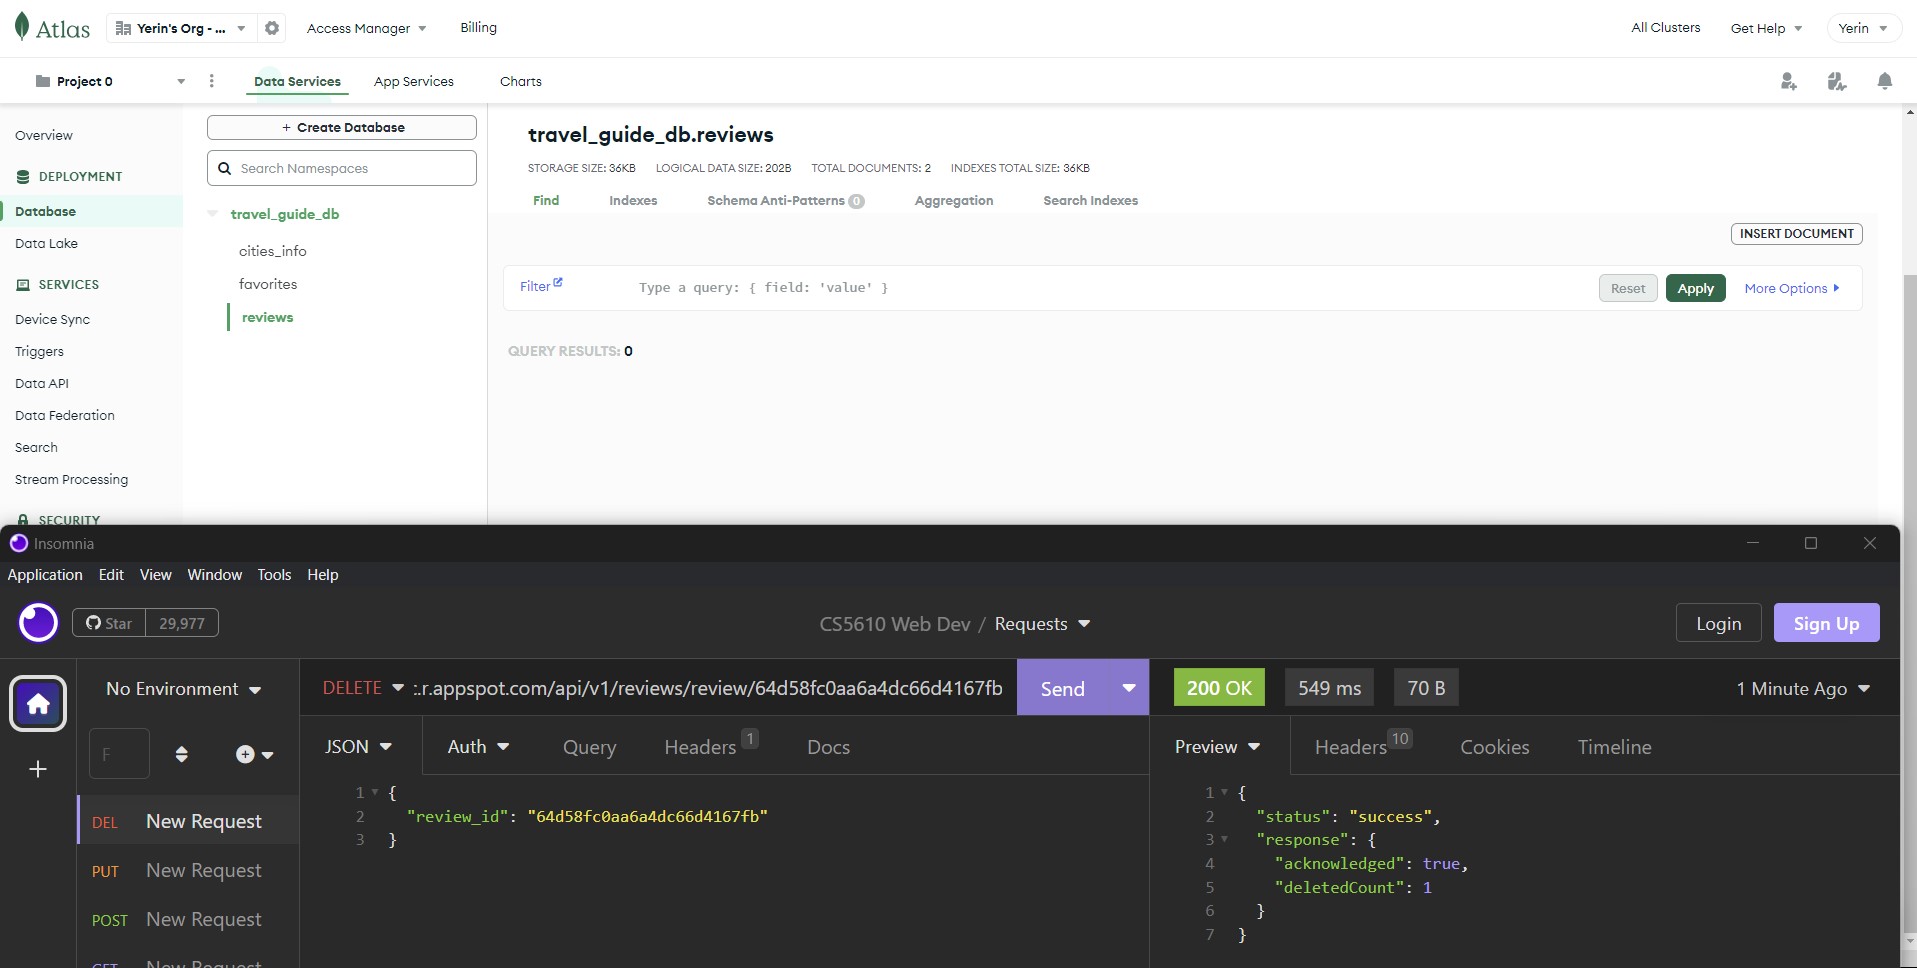 Atlas
Yerin's Org - ...
Access Manager
Billing
All Clusters
Get Help
Yerin
Project 0
Data Services
App Services
Charts
Overview
DEPLOYMENT
Database
Data Lake
SERVICES
Device Sync
Triggers
Data API
Data Federation
Search
Stream Processing
SECURITY
+ Create Database
Search Namespaces
travel_guide_db
cities_info
favorites
reviews
travel_guide_db.reviews
STORAGE SIZE: 36KB LOGICAL DATA SIZE: 202B TOTAL DOCUMENTS: 2 INDEXES TOTAL SIZE: 36KB
Find Indexes Schema Anti-Patterns 0 Aggregation Search Indexes
INSERT DOCUMENT
Filter Type a query: { field: 'value' } Reset Apply More Options
QUERY RESULTS: 0
Insomnia
Application Edit View Window Tools Help
Star 29,977
CS5610 Web Dev / Requests
Login Sign Up
No Environment
F
DEL New Request
PUT New Request
POST New Request
GET New Request
DELETE :.r.appspot.com/api/v1/reviews/review/64d58fc0aa6a4dc66d4167fb Send
JSON Auth Query Headers 1 Docs
1 {
2 "review_id": "64d58fc0aa6a4dc66d4167fb"
3 }
200 OK 549 ms 70 B 1 Minute Ago
Preview Headers 10 Cookies Timeline
1 {
2 "status": "success",
3 "response": {
4 "acknowledged": true,
5 "deletedCount": 1
6 }
7 }